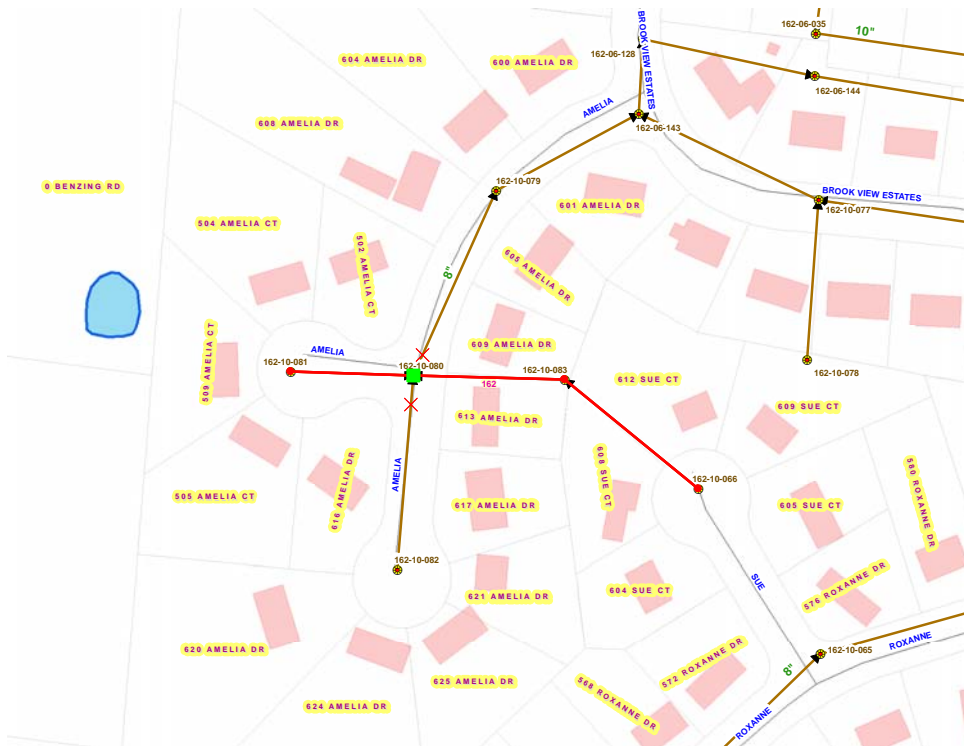 162-06-035
10"
BROOK VIEW ESTATES
162-06-128
604 AMELIA DR
600 AMELIA DR
162-06-144
AMELIA
608 AMELIA DR
162-06-143
0 BENZING RD
162-10-079
BROOK VIEW ESTATES
601 AMELIA DR
162-10-077
504 AMELIA CT
502 AMELIA CT
8"
605 AMELIA DR
609 AMELIA DR
AMELIA
509 AMELIA CT
162-10-081
162-10-080
162-10-083
162-10-078
162
612 SUE CT
609 SUE CT
613 AMELIA DR
616 AMELIA DR
AMELIA
608 SUE CT
162-10-066
505 AMELIA CT
617 AMELIA DR
605 SUE CT
580 ROXANNE DR
162-10-082
SUE
576 ROXANNE DR
621 AMELIA DR
604 SUE CT
620 AMELIA DR
162-10-065
ROXANNE
8"
572 ROXANNE DR
625 AMELIA DR
568 ROXANNE DR
624 AMELIA DR
ROXANNE